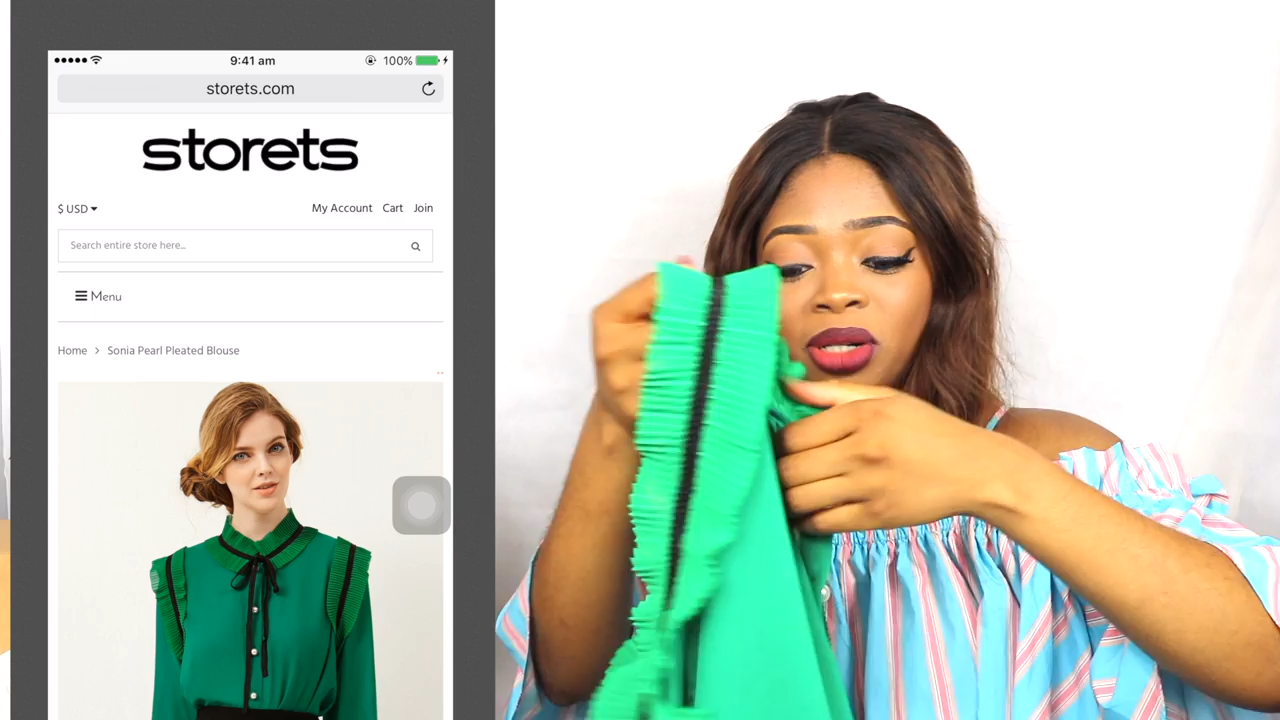 9:41 am 100%
storets.com
storets
$ USD My Account Cart Join
Search entire store here...
Menu
Home > Sonia Pearl Pleated Blouse